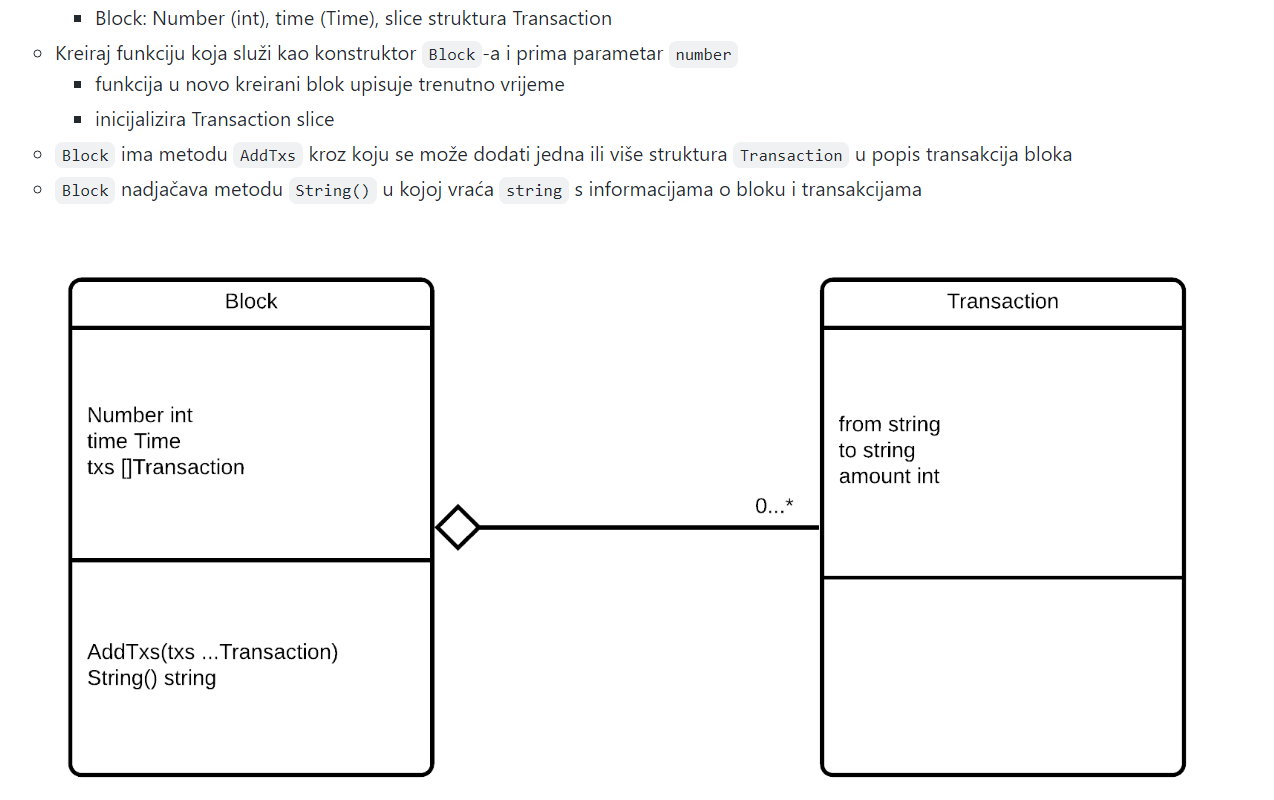 Block: Number (int), time (Time), slice struktura Transaction
Kreiraj funkciju koja služi kao konstruktor Block -a i prima parametar number
funkcija u novo kreirani blok upisuje trenutno vrijeme
inicijalizira Transaction slice
Block ima metodu AddTxs kroz koju se može dodati jedna ili više struktura Transaction u popis transakcija bloka
Block nadjačava metodu String() u kojoj vraća string s informacijama o bloku i transakcijama
Block
Number int
time Time
txs []Transaction
AddTxs(txs ...Transaction)
String() string
0...*
Transaction
from string
to string
amount int